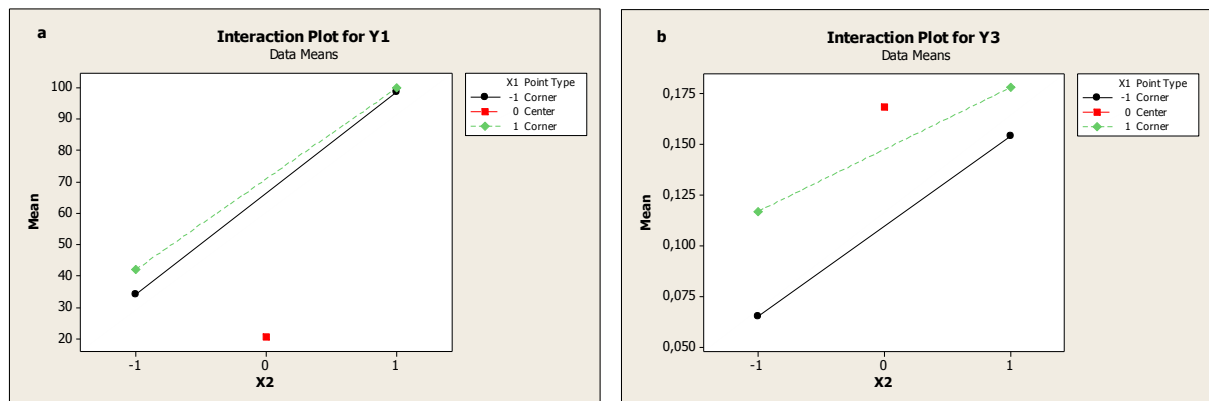 a
Interaction Plot for Y1
Data Means
X1 Point Type
-1 Corner
0 Center
1 Corner
Mean
100
90
80
70
60
50
40
30
20
-1 0 1
X2
b
Interaction Plot for Y3
Data Means
X1 Point Type
-1 Corner
0 Center
1 Corner
Mean
0,175
0,150
0,125
0,100
0,075
0,050
-1 0 1
X2